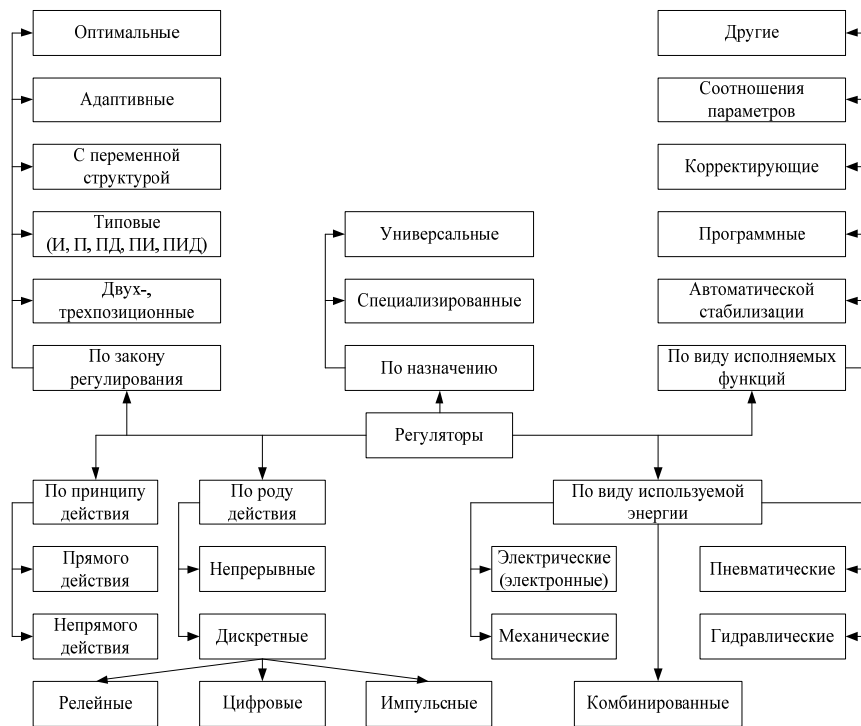 Оптимальные
Другие
Адаптивные
Соотношения
параметров
С переменной
структурой
Корректирующие
Типовые
(И, П, ПД, ПИ, ПИД)
Универсальные
Программные
Двух-,
трехпозиционные
Специализированные
Автоматической
стабилизации
По закону
регулирования
По назначению
По виду исполняемых
функций
Регуляторы
По принципу
действия
По роду
действия
По виду используемой
энергии
Прямого
действия
Непрерывные
Электрические
(электронные)
Пневматические
Непрямого
действия
Дискретные
Механические
Гидравлические
Релейные
Цифровые
Импульсные
Комбинированные